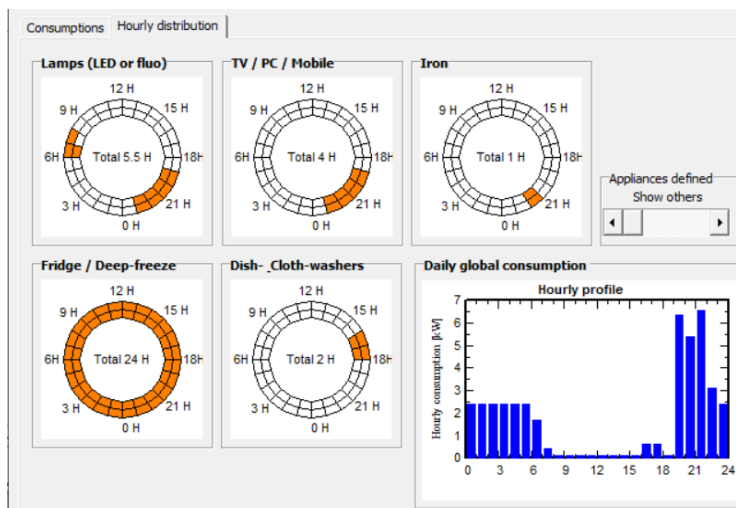 Consumptions
Hourly distribution
Lamps (LED or fluo)
12 H
9 H
15 H
6H
Total 5.5 H
18H
3 H
21 H
0 H
TV / PC / Mobile
12 H
9 H
15 H
6H
Total 4 H
18H
3 H
21 H
0 H
Iron
12 H
9 H
15 H
6H
Total 1 H
18H
3 H
21 H
0 H
Appliances defined
Show others
Fridge / Deep-freeze
12 H
9 H
15 H
6H
Total 24 H
18H
3 H
21 H
0 H
Dish- _Cloth-washers
12 H
9 H
15 H
6H
Total 2 H
18H
3 H
21 H
0 H
Daily global consumption
Hourly profile
Hourly consumption [kW]
7
6
5
4
3
2
1
0
0 3 6 9 12 15 18 21 24